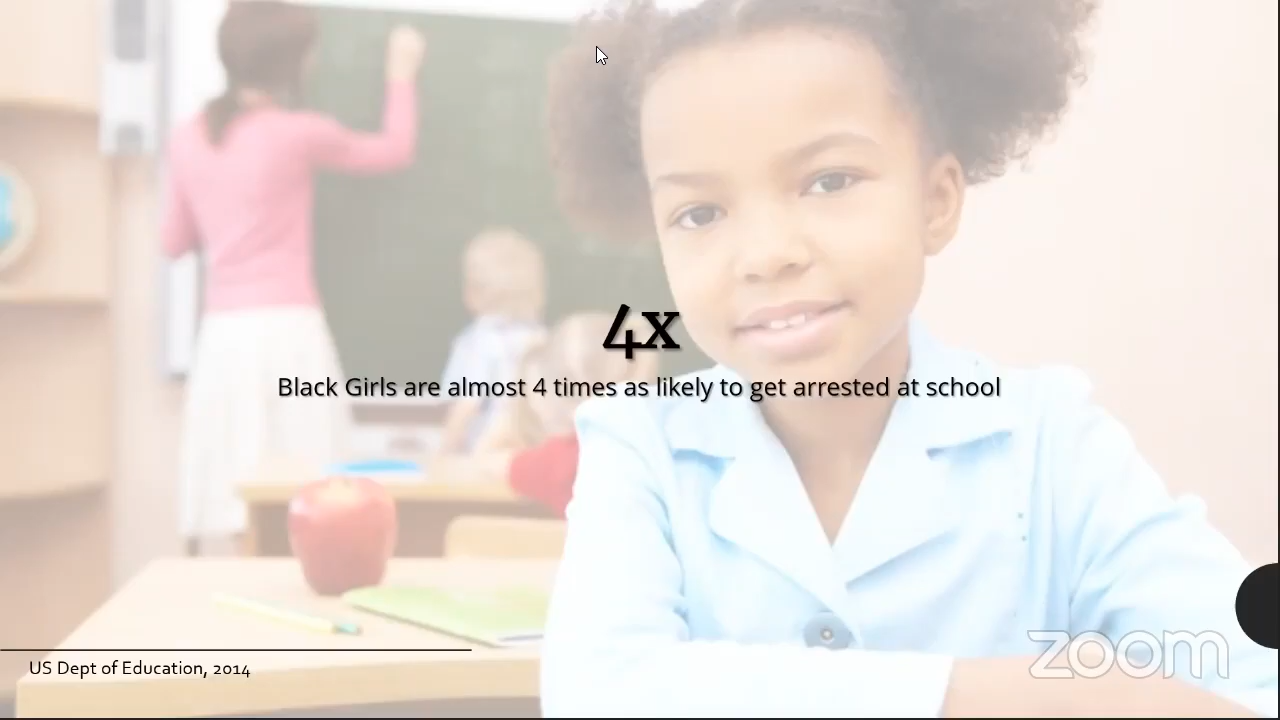 4x
Black Girls are almost 4 times as likely to get arrested at school
US Dept of Education, 2014
zoom